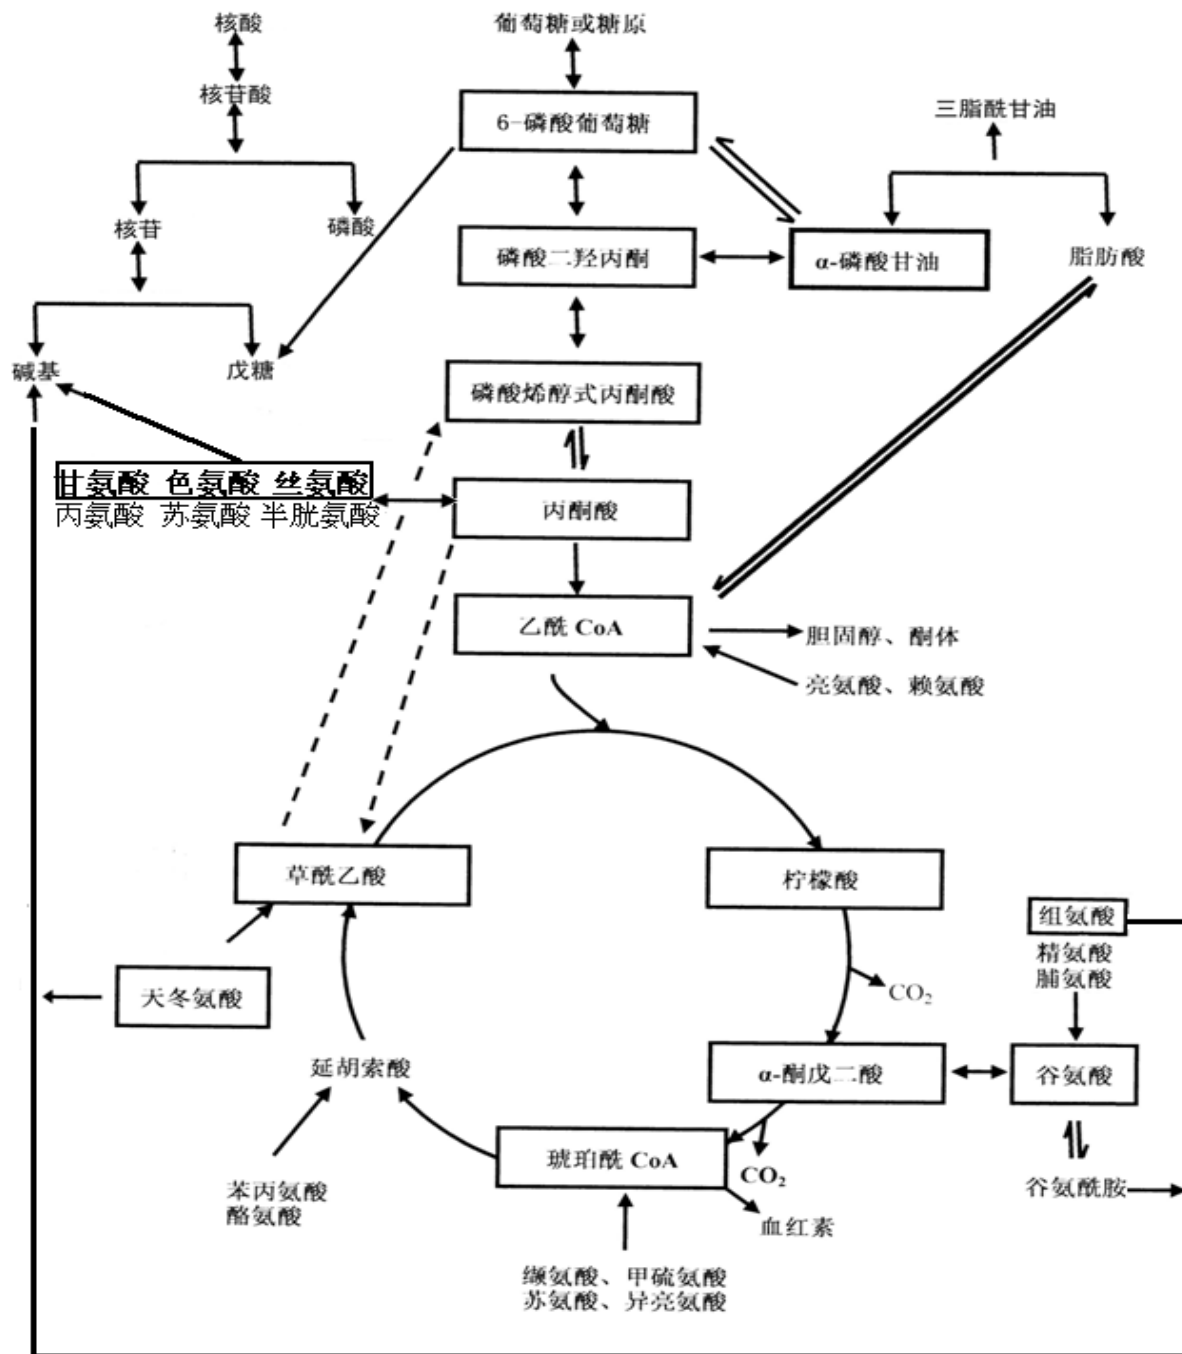 核酸
葡萄糖或糖原
核苷酸
三脂酰甘油
6-磷酸葡萄糖
核苷
磷酸
磷酸二羟丙酮
α-磷酸甘油
脂肪酸
碱基
戊糖
磷酸烯醇式丙酮酸
甘氨酸 色氨酸 丝氨酸
丙氨酸 苏氨酸 半胱氨酸
丙酮酸
乙酰 CoA
胆固醇、酮体
亮氨酸、赖氨酸
草酰乙酸
柠檬酸
组氨酸
精氨酸
脯氨酸
天冬氨酸
CO₂
延胡索酸
α-酮戊二酸
谷氨酸
琥珀酰 CoA
CO₂
苯丙氨酸
酪氨酸
谷氨酰胺
血红素
缬氨酸、甲硫氨酸
苏氨酸、异亮氨酸